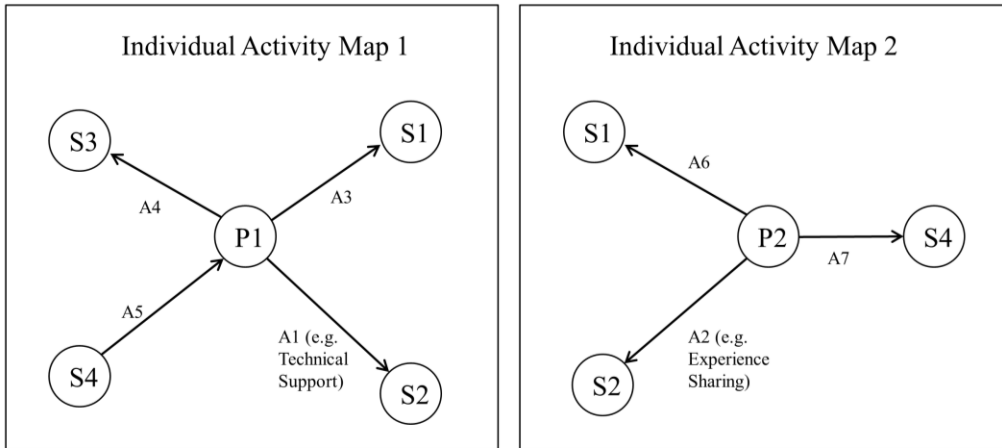 Individual Activity Map 1
S3
S1
A4
A3
P1
A5
A1 (e.g.
Technical
Support)
S4
S2
Individual Activity Map 2
S1
A6
P2
S4
A7
A2 (e.g.
Experience
Sharing)
S2